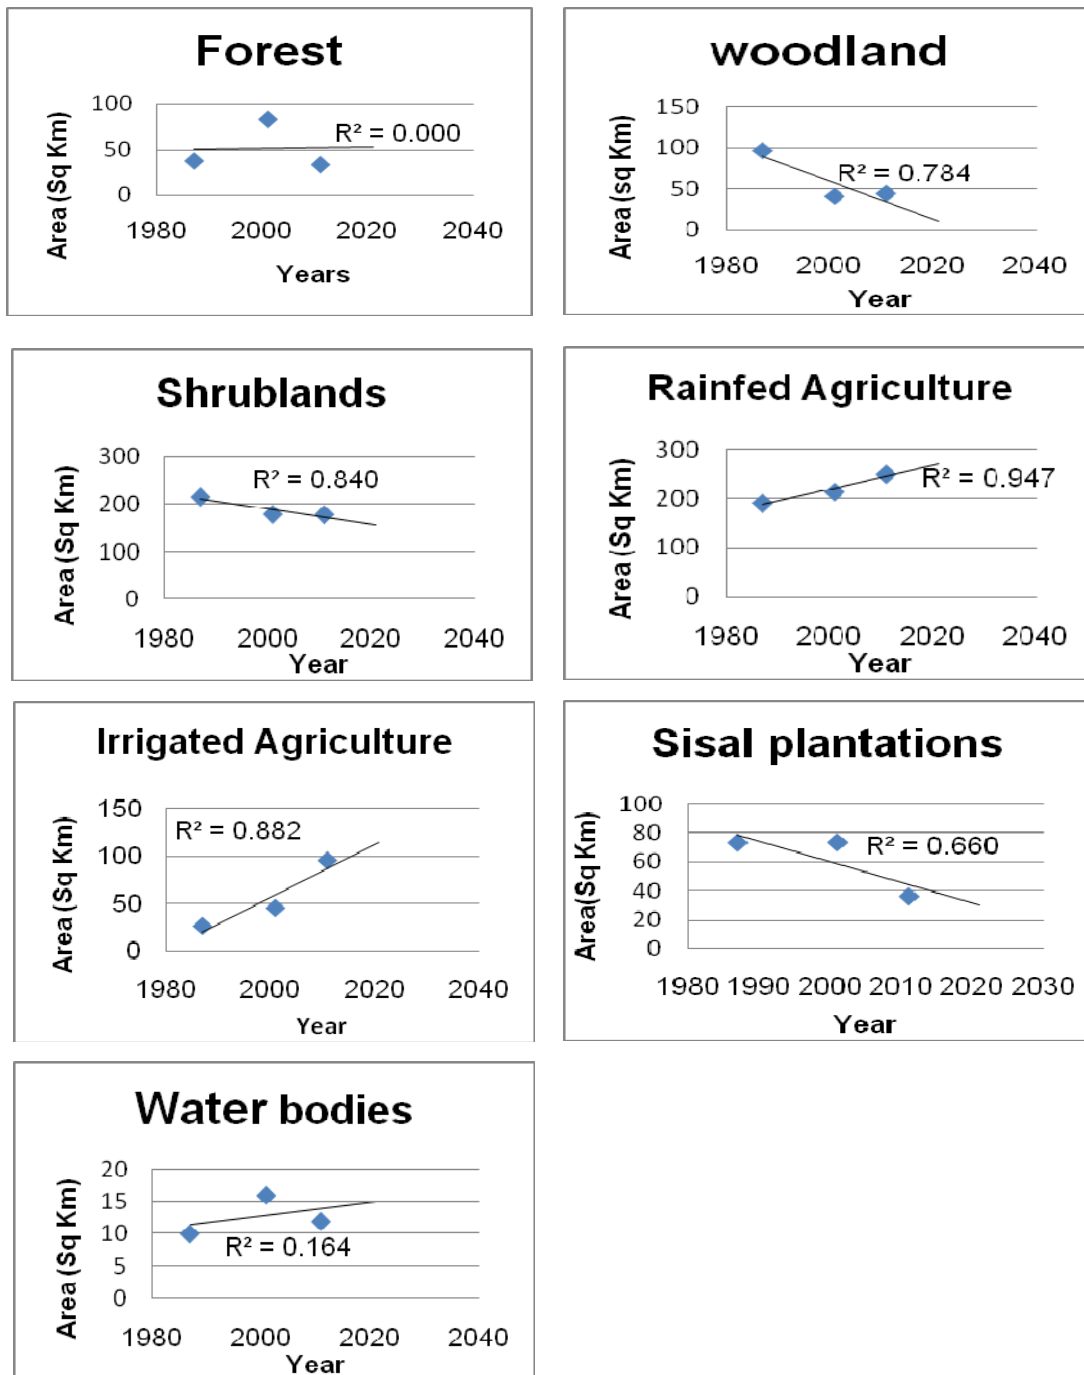 Forest
Area (Sq Km)
100
50
0
R² = 0.000
1980 2000 2020 2040
Years
woodland
Area (sq Km)
150
100
50
0
R² = 0.784
1980 2000 2020 2040
Year
Shrublands
Area (Sq Km)
300
200
100
0
R² = 0.840
1980 2000 2020 2040
Year
Rainfed Agriculture
Area (Sq Km)
300
200
100
0
R² = 0.947
1980 2000 2020 2040
Year
Irrigated Agriculture
Area (Sq Km)
150
100
50
0
R² = 0.882
1980 2000 2020 2040
Year
Sisal plantations
Area(Sq Km)
100
80
60
40
20
0
R² = 0.660
1980 1990 2000 2010 2020 2030
Year
Water bodies
Area (Sq Km)
20
15
10
5
0
R² = 0.164
1980 2000 2020 2040
Year